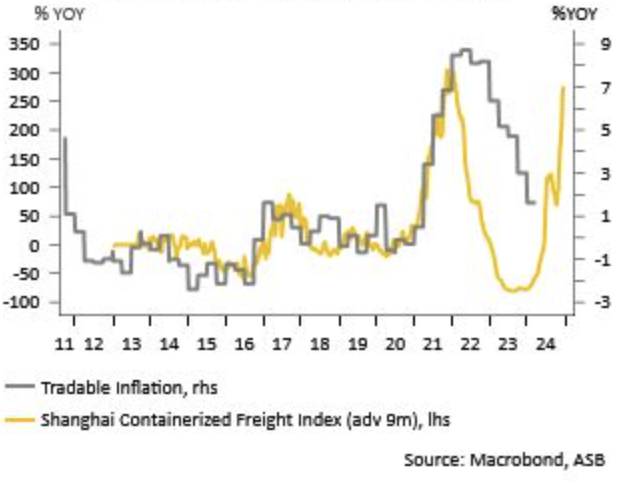 % YOY %YOY
350 9
300
250 7
200 5
150
100 3
50 1
0
-50 -1
-100 -3
11 12 13 14 15 16 17 18 19 20 21 22 23 24
Tradable Inflation, rhs
Shanghai Containerized Freight Index (adv 9m), lhs
Source: Macrobond, ASB